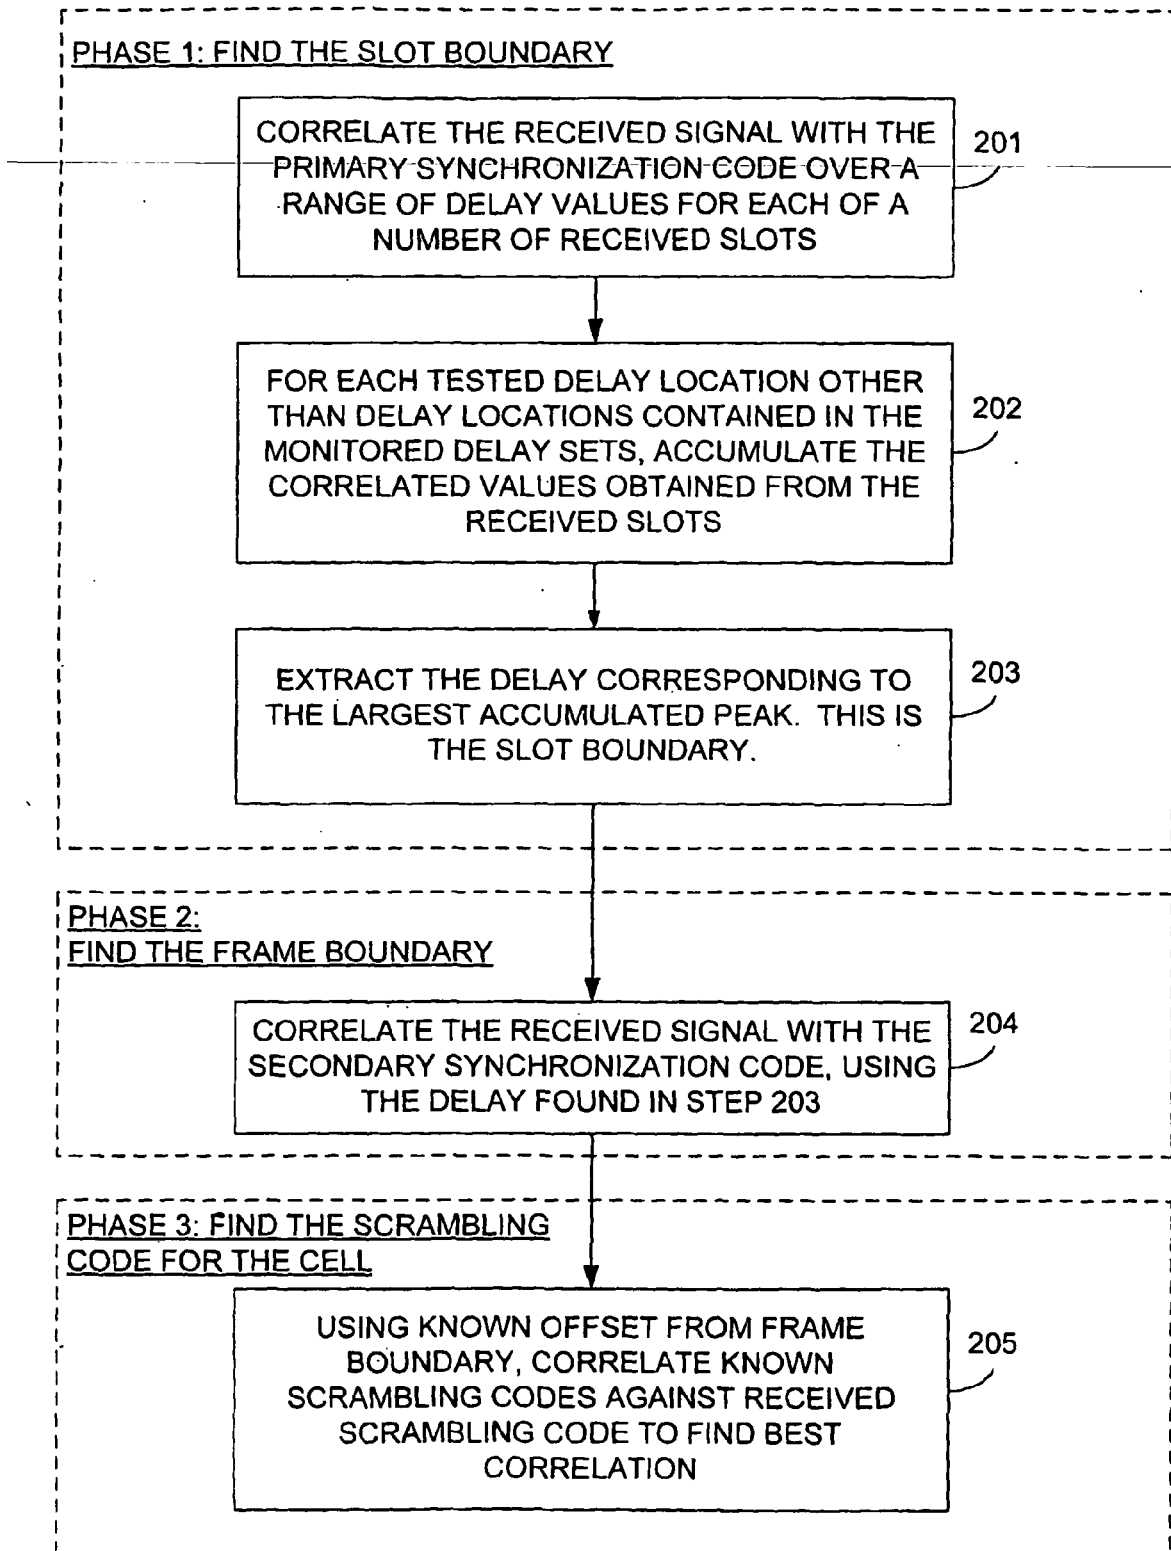 PHASE 1: FIND THE SLOT BOUNDARY
CORRELATE THE RECEIVED SIGNAL WITH THE
PRIMARY SYNCHRONIZATION CODE OVER A
RANGE OF DELAY VALUES FOR EACH OF A
NUMBER OF RECEIVED SLOTS
201
FOR EACH TESTED DELAY LOCATION OTHER
THAN DELAY LOCATIONS CONTAINED IN THE
MONITORED DELAY SETS, ACCUMULATE THE
CORRELATED VALUES OBTAINED FROM THE
RECEIVED SLOTS
202
EXTRACT THE DELAY CORRESPONDING TO
THE LARGEST ACCUMULATED PEAK. THIS IS
THE SLOT BOUNDARY.
203
PHASE 2:
FIND THE FRAME BOUNDARY
CORRELATE THE RECEIVED SIGNAL WITH THE
SECONDARY SYNCHRONIZATION CODE, USING
THE DELAY FOUND IN STEP 203
204
PHASE 3: FIND THE SCRAMBLING
CODE FOR THE CELL
USING KNOWN OFFSET FROM FRAME
BOUNDARY, CORRELATE KNOWN
SCRAMBLING CODES AGAINST RECEIVED
SCRAMBLING CODE TO FIND BEST
CORRELATION
205